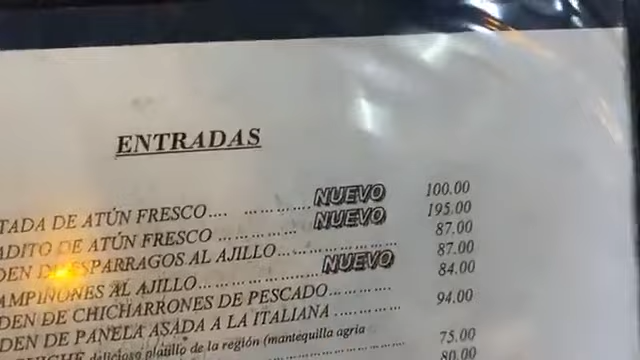 ENTRADAS
TADA DE ATÚN FRESCO.... ... ... ... .... NUEVO 100.00
ADITO DE ATÚN FRESCO ... ... ... ... ... NUEVO 195.00
DEN DE ESPÁRRAGOS AL AJILLO... ... ... ... ... ... ... 87.00
AMPIÑONES AL AJILLO... ... ... ... ... ... NUEVO 87.00
DEN DE CHICHARRONES DE PESCADO... ... ... ... 84.00
DEN DE PANELA ASADA A LA ITALIANA ... ... ... ... 94.00
delicioso platillo de la región (mantequilla agria
75.00
80.00